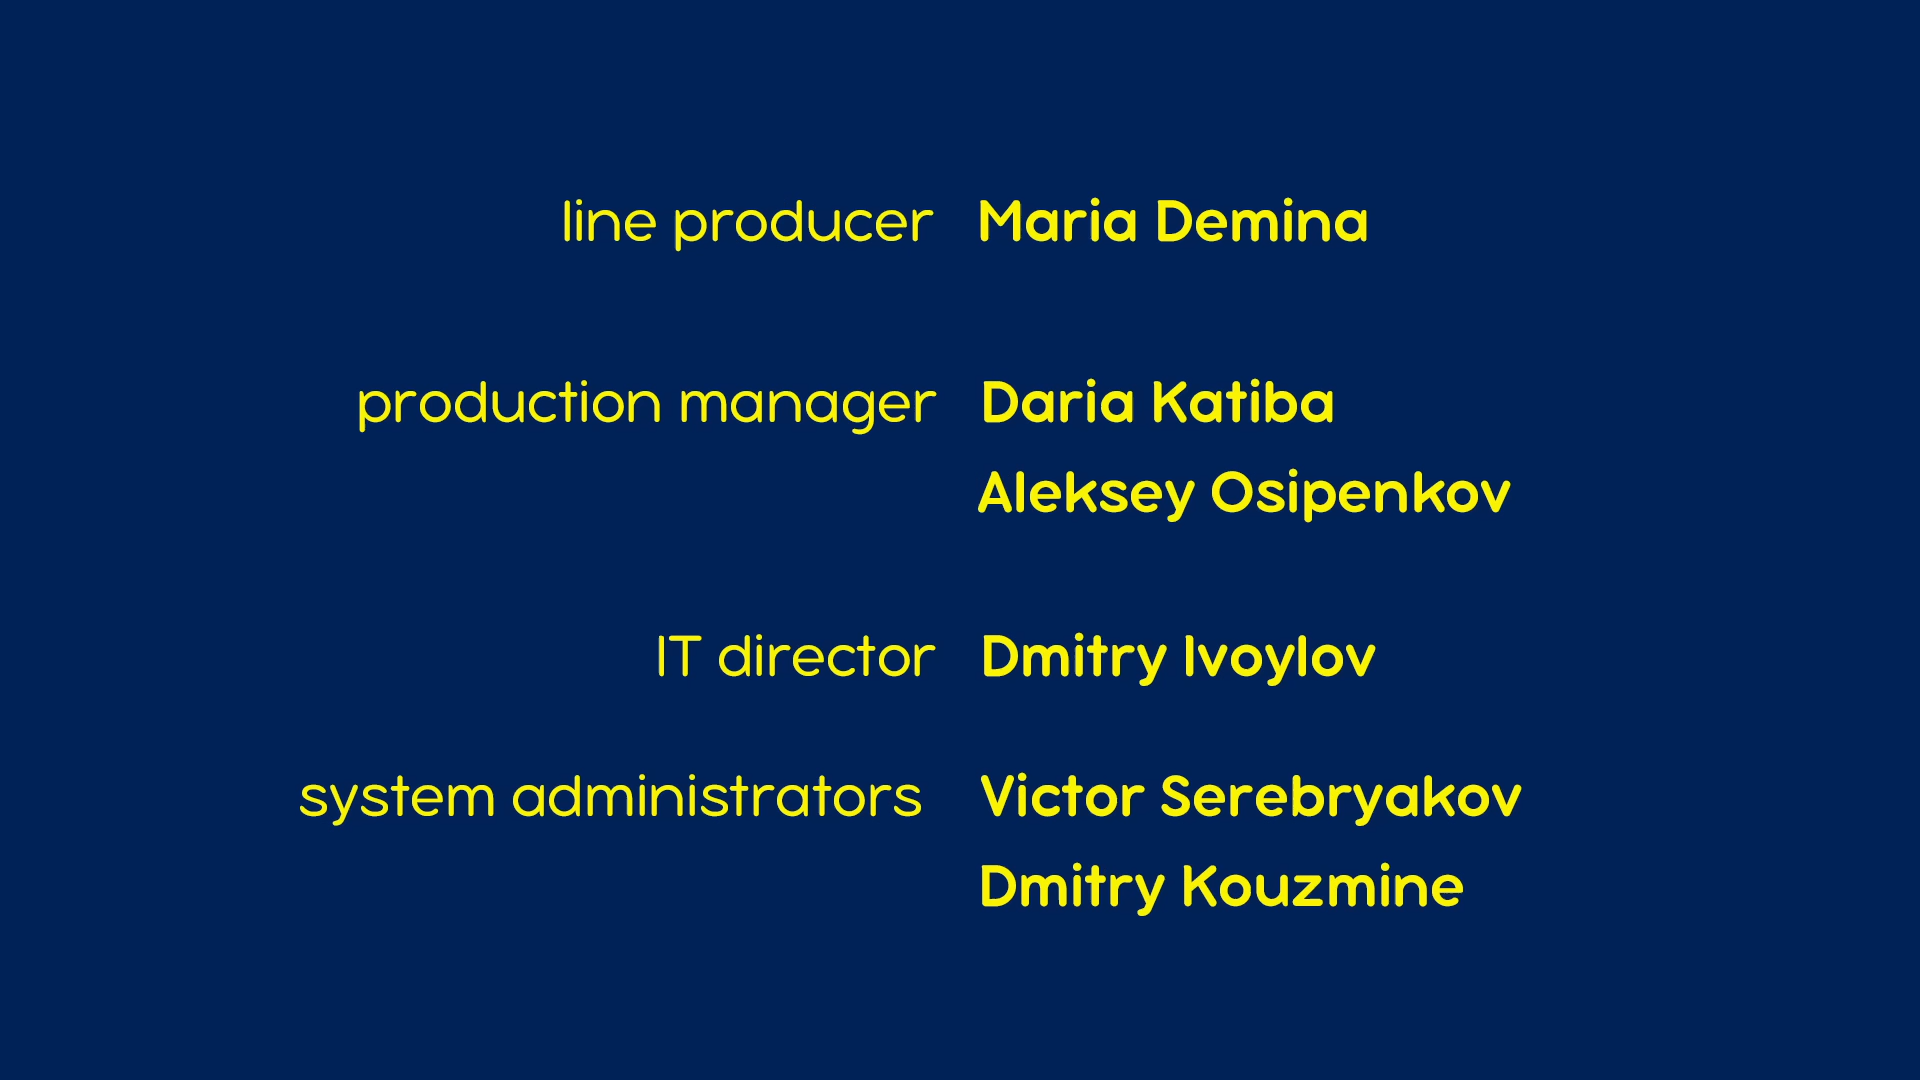 line producer Maria Demina
production manager Daria Katiba
Aleksey Osipenkov
IT director Dmitry Ivoylov
system administrators Victor Serebryakov
Dmitry Kouzmine